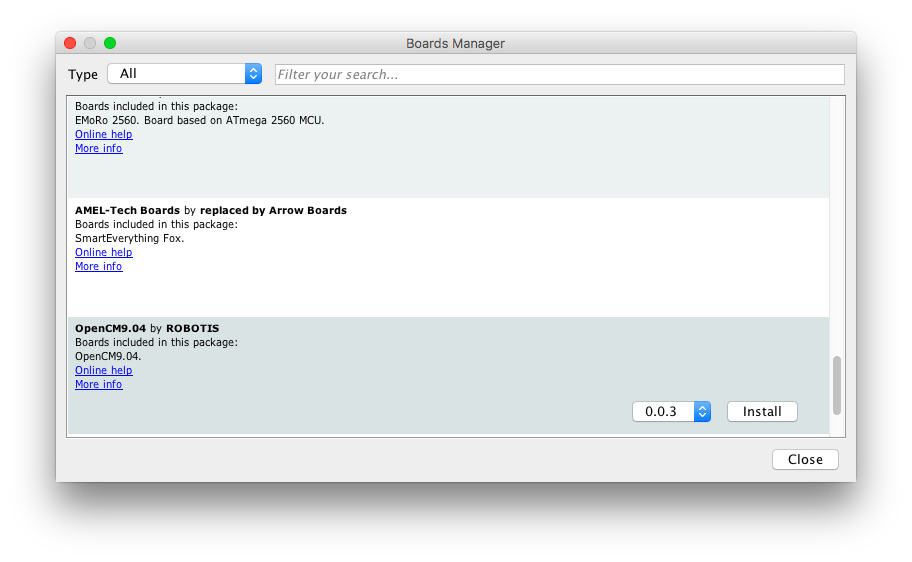 Boards Manager
Type All Filter your search...
Boards included in this package:
EMoRo 2560. Board based on ATmega 2560 MCU.
Online help
More info
AMEL-Tech Boards by replaced by Arrow Boards
Boards included in this package:
SmartEverything Fox.
Online help
More info
OpenCM9.04 by ROBOTIS
Boards included in this package:
OpenCM9.04.
Online help
More info
0.0.3 Install
Close